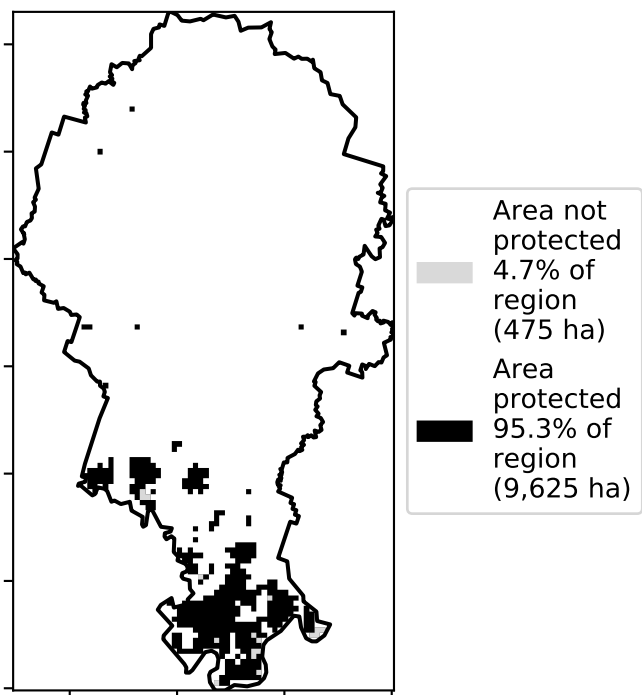 Area not
protected
4.7% of
region
(475 ha)
Area
protected
95.3% of
region
(9,625 ha)